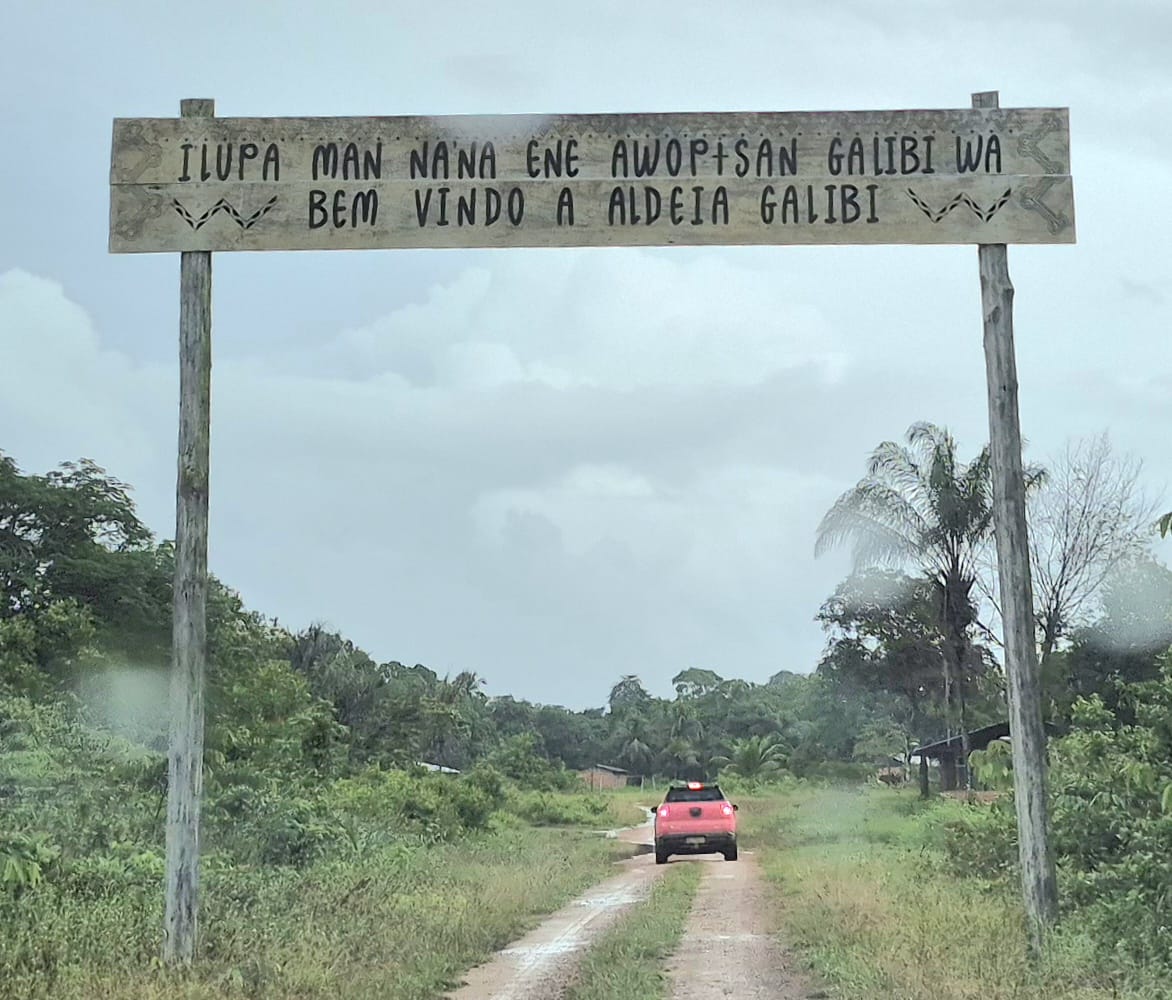 ILUPA MAN NA'NA ENE AWOPƗSAN GALIBI WA
BEM VINDO A ALDEIA GALIBI